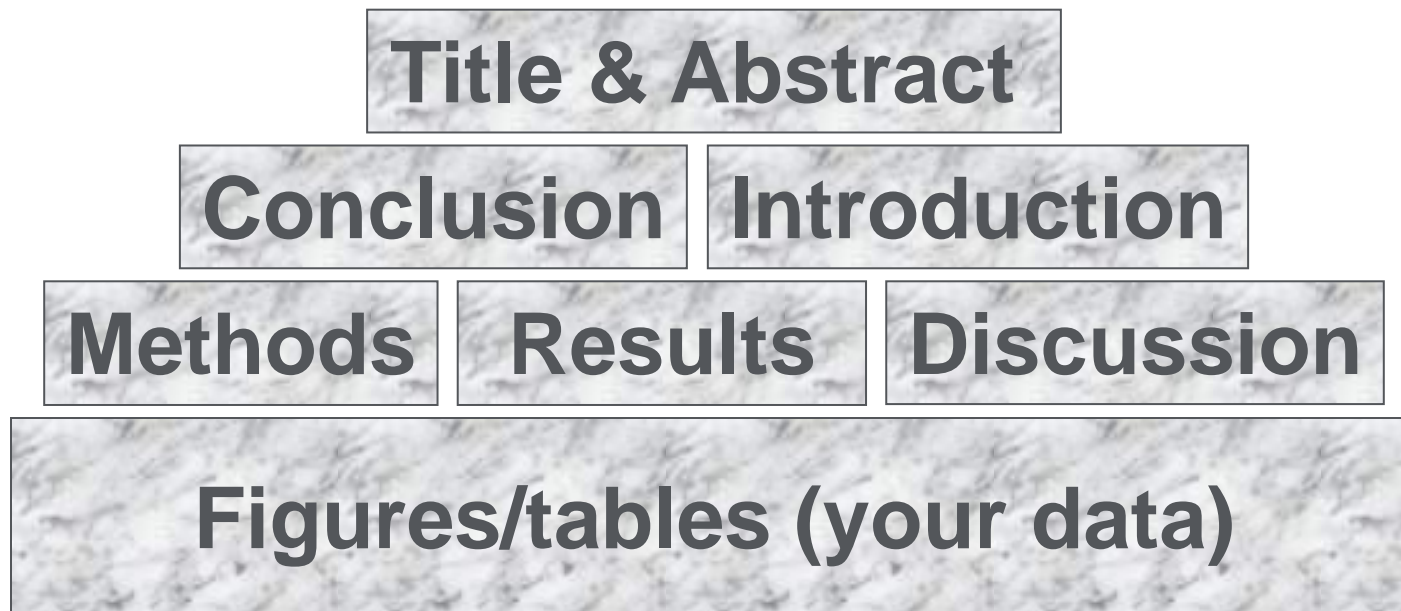 Title & Abstract
Conclusion Introduction
Methods Results Discussion
Figures/tables (your data)